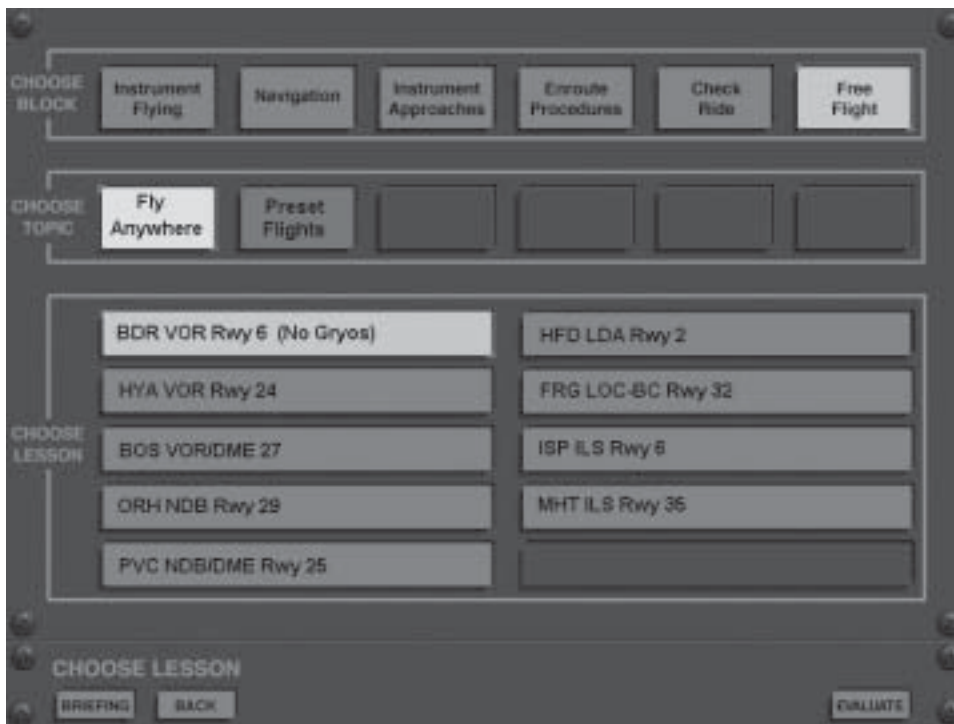 CHOOSE
BLOCK
Instrument
Flying
Navigation
Instrument
Approaches
Enroute
Procedures
Check
Ride
Free
Flight
CHOOSE
TOPIC
Fly
Anywhere
Preset
Flights
CHOOSE
LESSON
BDR VOR Rwy 6 (No Gryos)
HYA VOR Rwy 24
BOS VOR/DME 27
ORH NDB Rwy 29
PVC NDB/DME Rwy 25
HFD LDA Rwy 2
FRG LOC-BC Rwy 32
ISP ILS Rwy 6
MHT ILS Rwy 35
CHOOSE LESSON
BRIEFING
BACK
EVALUATE